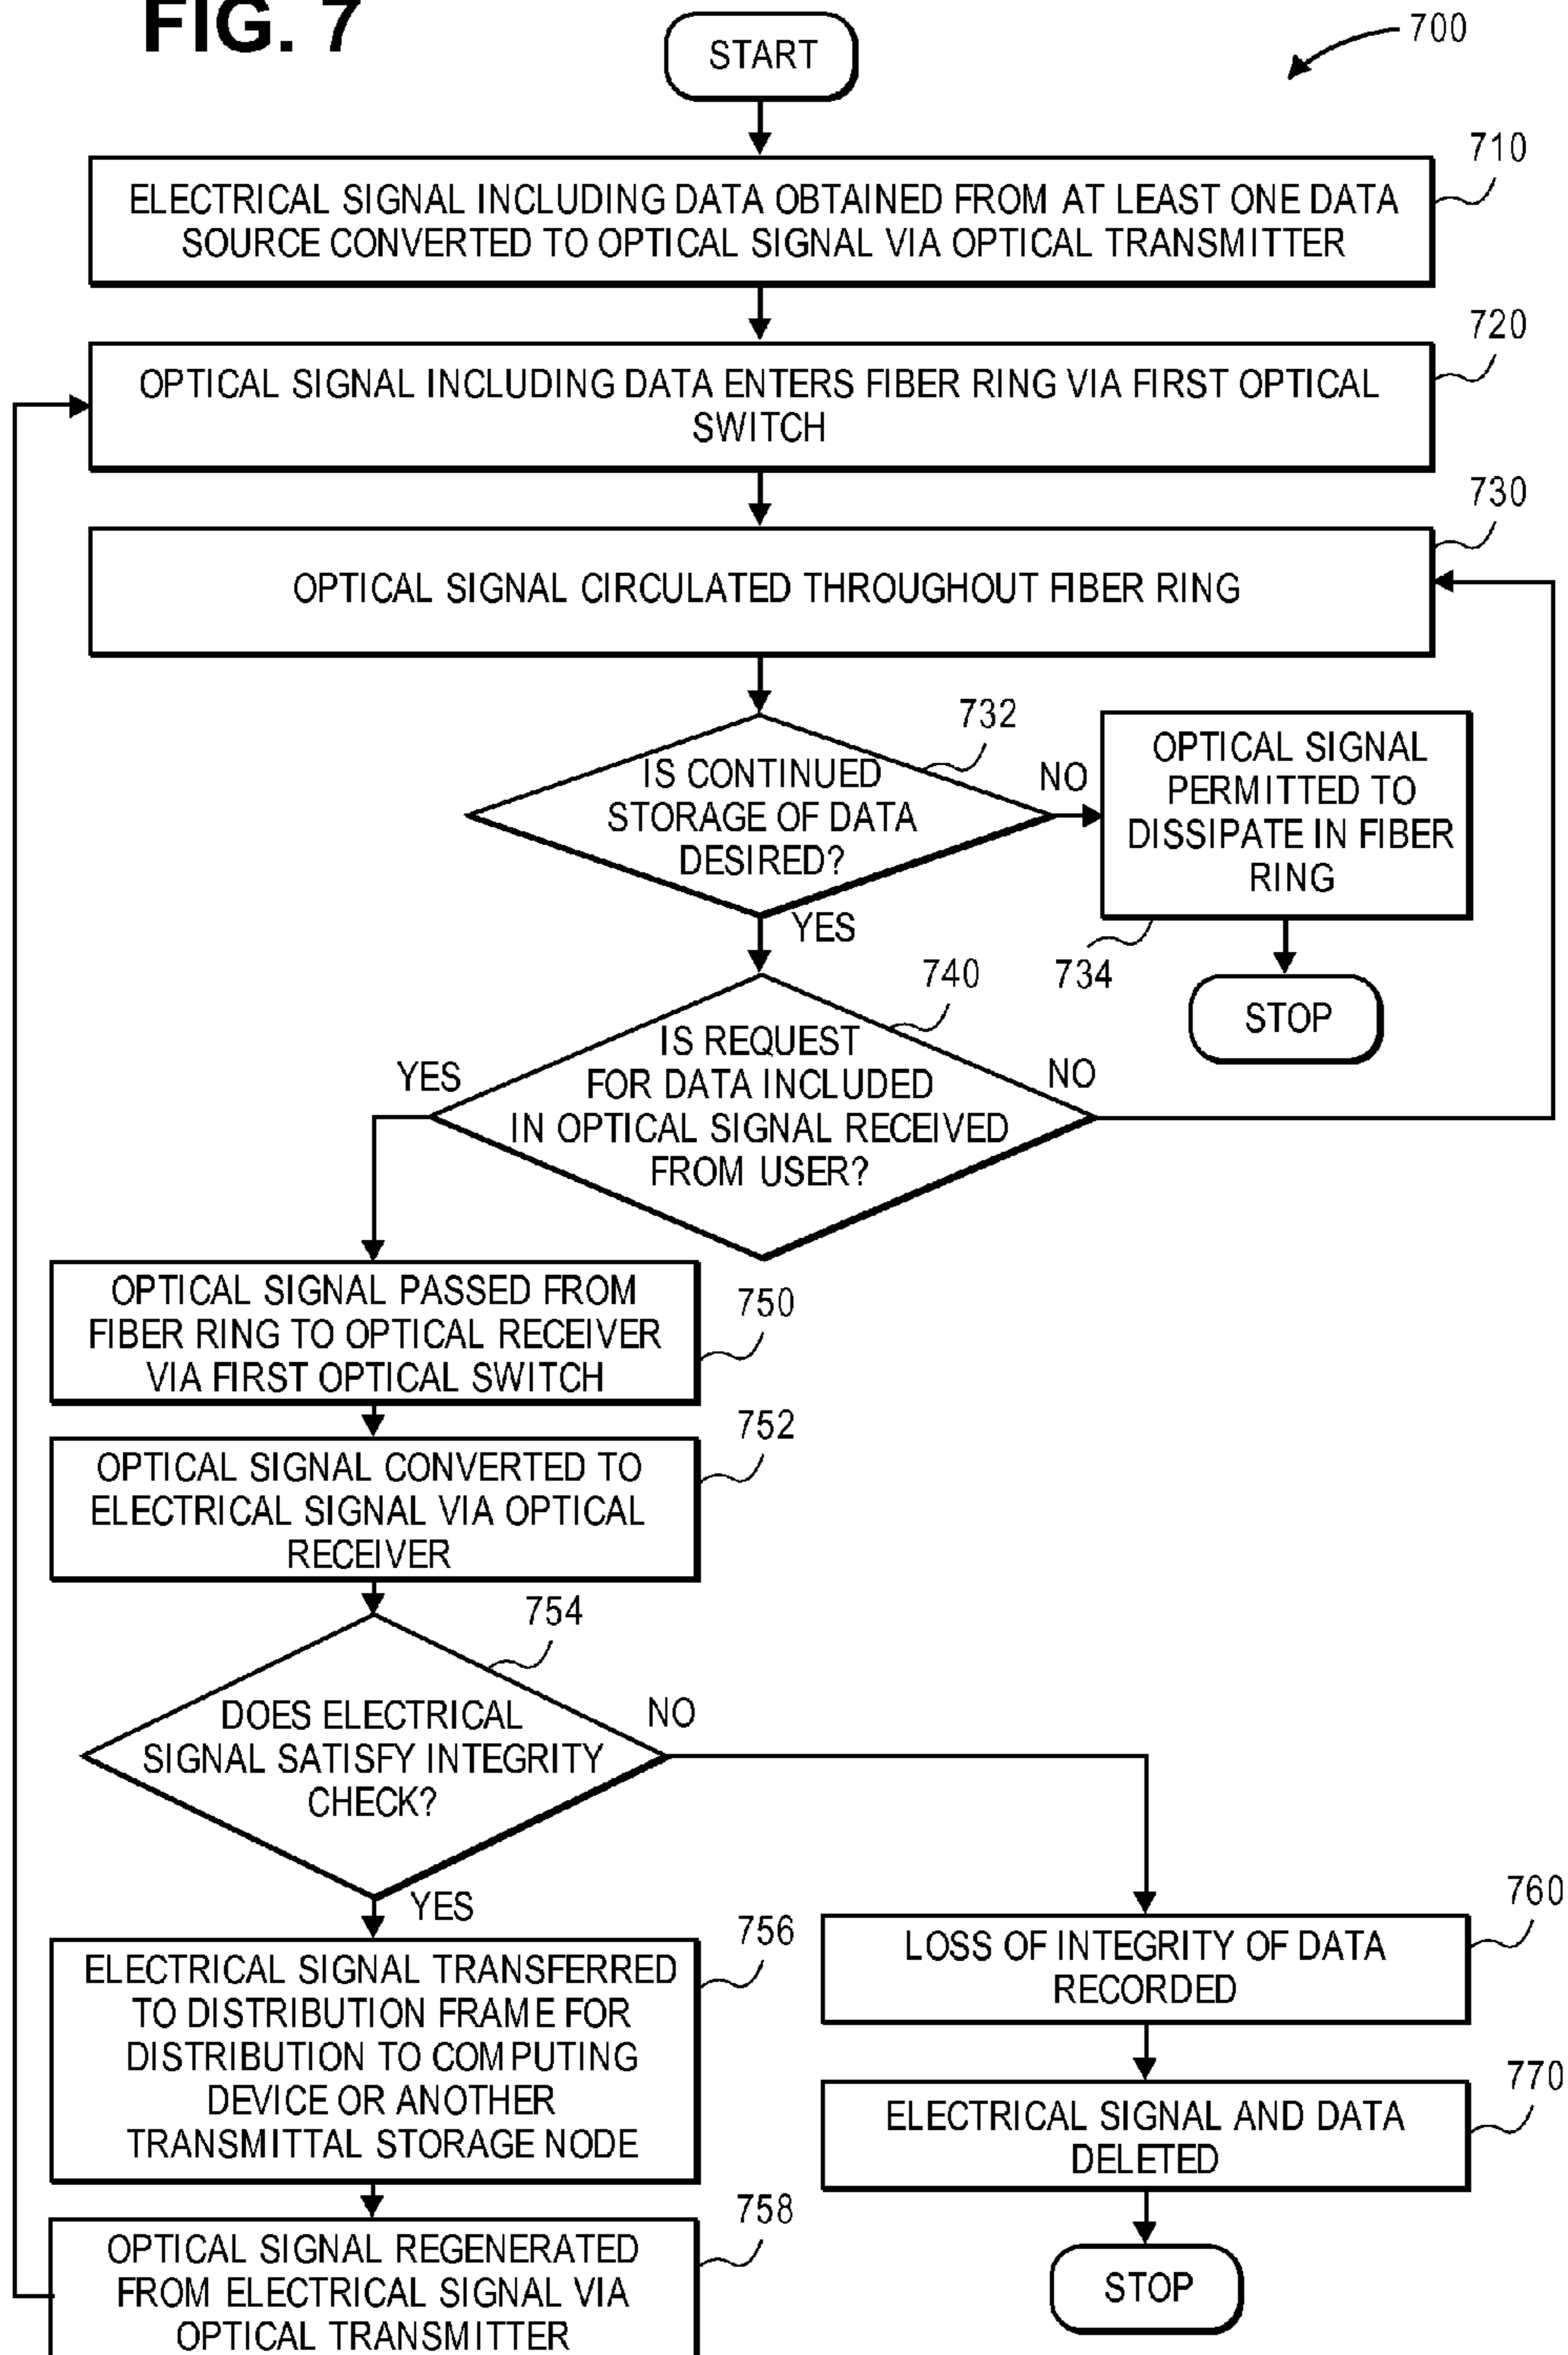 FIG. 7
START
700
710
ELECTRICAL SIGNAL INCLUDING DATA OBTAINED FROM AT LEAST ONE DATA
SOURCE CONVERTED TO OPTICAL SIGNAL VIA OPTICAL TRANSMITTER
720
OPTICAL SIGNAL INCLUDING DATA ENTERS FIBER RING VIA FIRST OPTICAL
SWITCH
730
OPTICAL SIGNAL CIRCULATED THROUGHOUT FIBER RING
732
IS CONTINUED
STORAGE OF DATA
DESIRED?
NO
OPTICAL SIGNAL
PERMITTED TO
DISSIPATE IN FIBER
RING
734
STOP
YES
740
IS REQUEST
FOR DATA INCLUDED
IN OPTICAL SIGNAL RECEIVED
FROM USER?
YES
NO
OPTICAL SIGNAL PASSED FROM
FIBER RING TO OPTICAL RECEIVER
VIA FIRST OPTICAL SWITCH
750
752
OPTICAL SIGNAL CONVERTED TO
ELECTRICAL SIGNAL VIA OPTICAL
RECEIVER
754
DOES ELECTRICAL
SIGNAL SATISFY INTEGRITY
CHECK?
NO
YES
756
ELECTRICAL SIGNAL TRANSFERRED
TO DISTRIBUTION FRAME FOR
DISTRIBUTION TO COMPUTING
DEVICE OR ANOTHER
TRANSMITTAL STORAGE NODE
758
OPTICAL SIGNAL REGENERATED
FROM ELECTRICAL SIGNAL VIA
OPTICAL TRANSMITTER
760
LOSS OF INTEGRITY OF DATA
RECORDED
770
ELECTRICAL SIGNAL AND DATA
DELETED
STOP